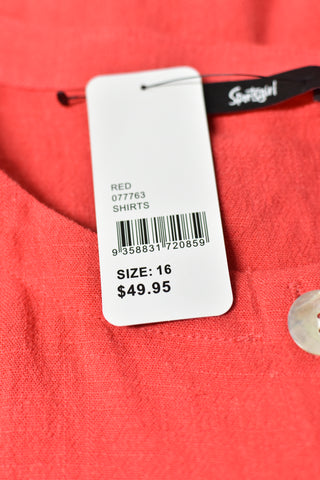 Sportsgirl
RED
077763
SHIRTS
9 358831 720859
SIZE: 16
$49.95